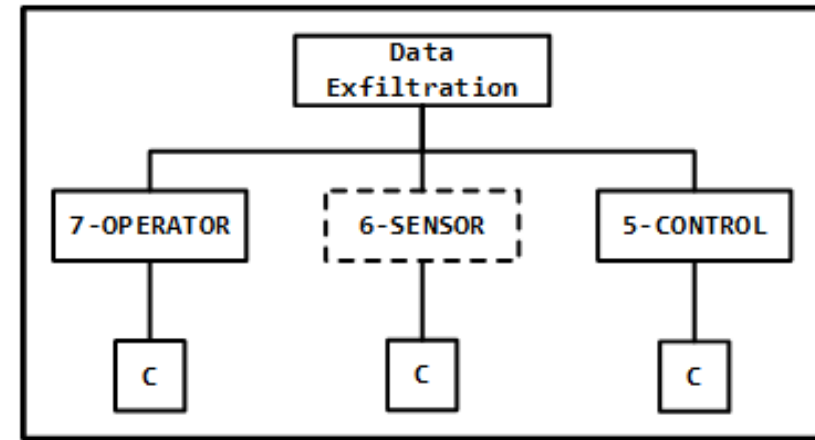 Data
Exfiltration
7-OPERATOR
6-SENSOR
5-CONTROL
C
C
C